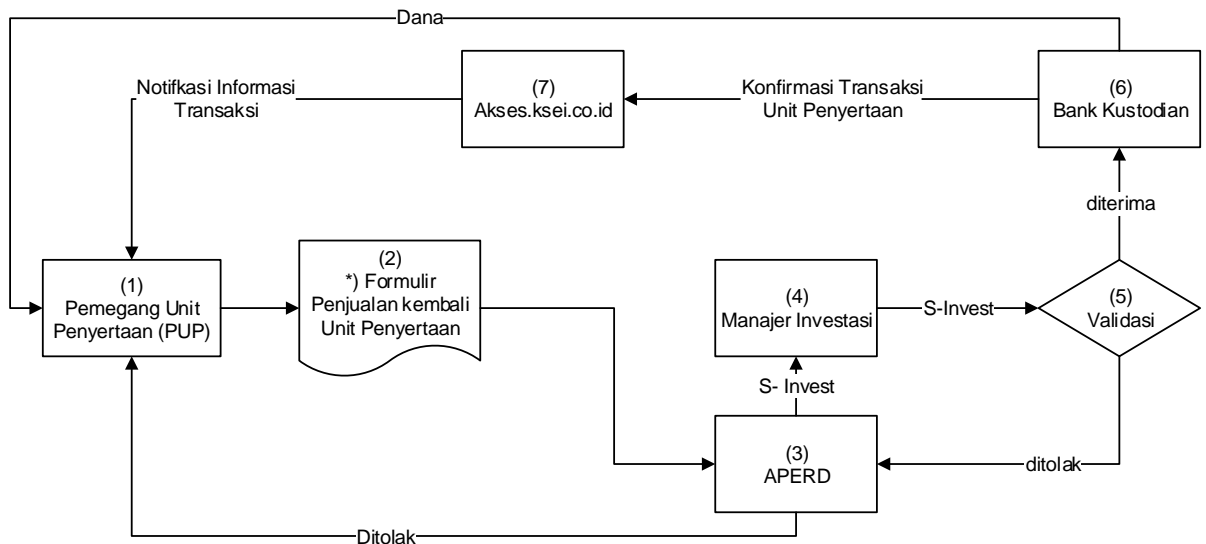 Dana
Notifkasi Informasi
Transaksi
(7)
Akses.ksei.co.id
Konfirmasi Transaksi
Unit Penyertaan
(6)
Bank Kustodian
diterima
(1)
Pemegang Unit
Penyertaan (PUP)
(2)
*) Formulir
Penjualan kembali
Unit Penyertaan
(4)
Manajer Investasi
S-Invest
(5)
Validasi
S- Invest
(3)
APERD
ditolak
Ditolak